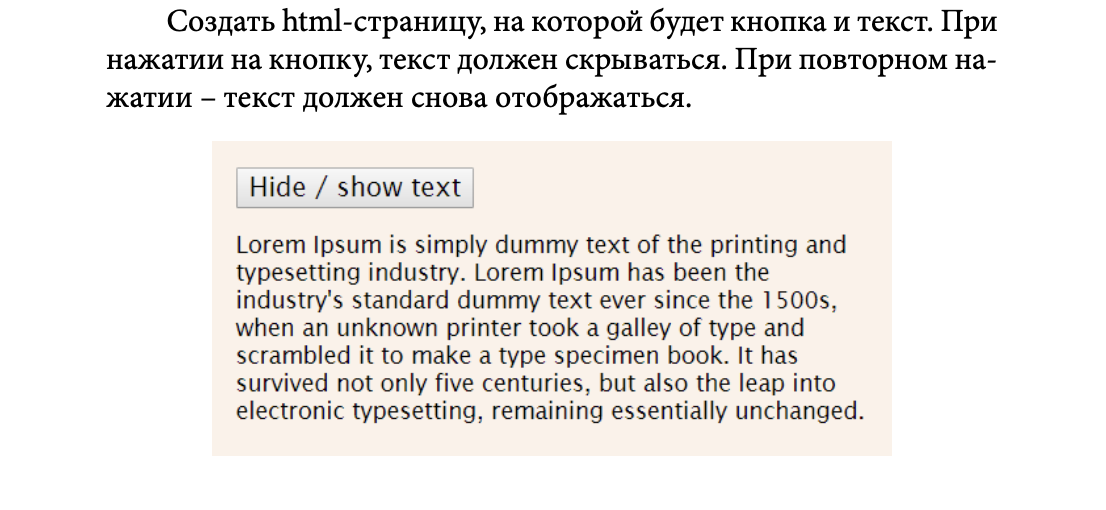 Создать html-страницу, на которой будет кнопка и текст. При
нажатии на кнопку, текст должен скрываться. При повторном на-
жатии – текст должен снова отображаться.
Hide / show text
Lorem Ipsum is simply dummy text of the printing and
typesetting industry. Lorem Ipsum has been the
industry's standard dummy text ever since the 1500s,
when an unknown printer took a galley of type and
scrambled it to make a type specimen book. It has
survived not only five centuries, but also the leap into
electronic typesetting, remaining essentially unchanged.